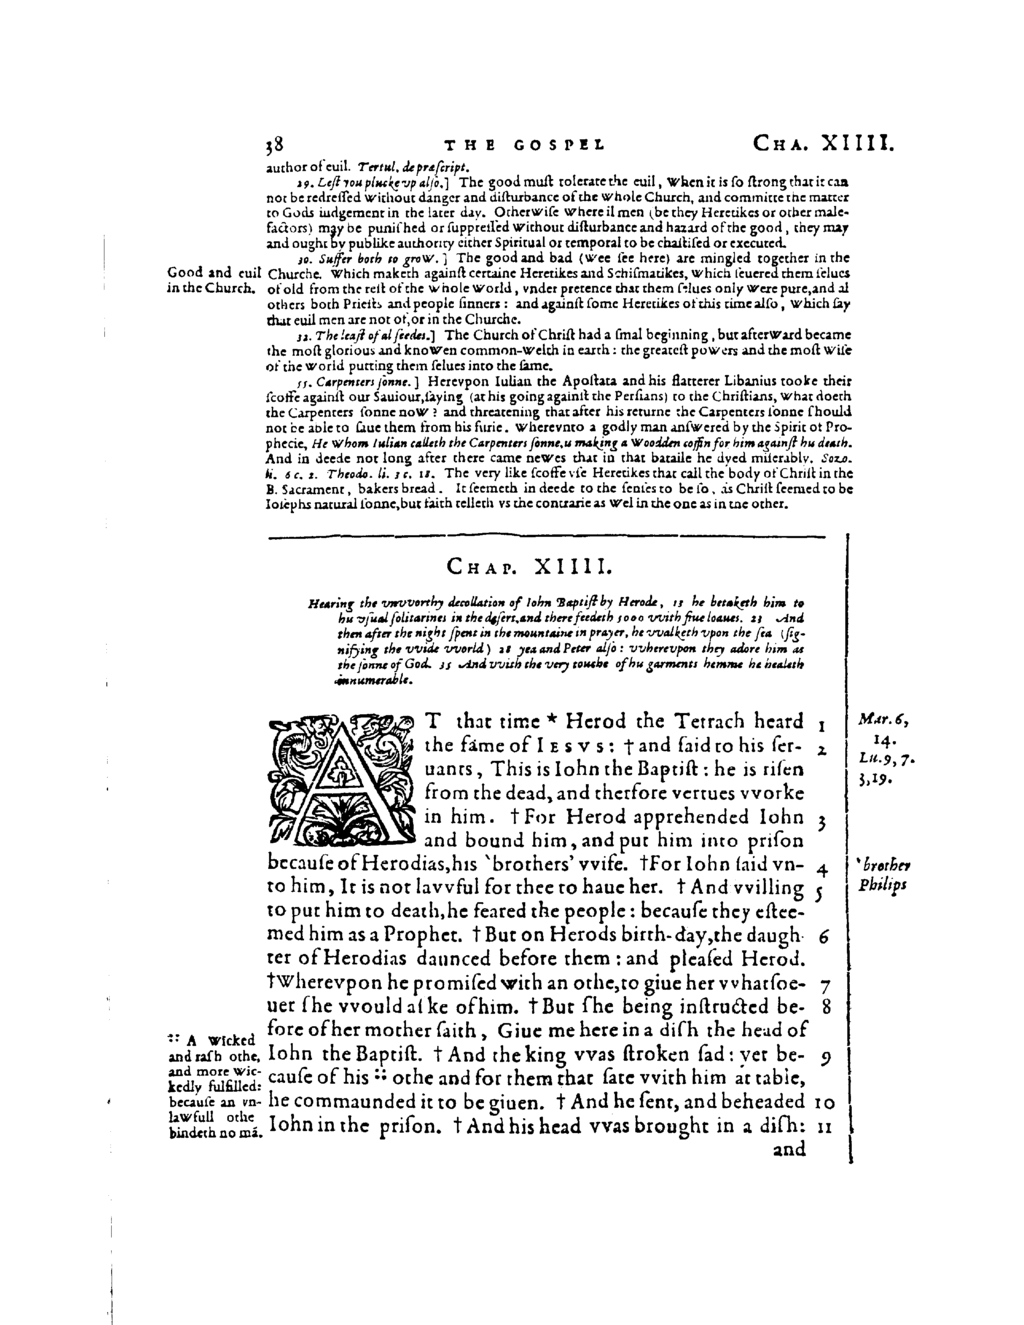 38 THE GOSPEL CHA. XIIII.
author of euil. Tertul. de præscript.
29. Lest you plucke vp also.] The good must tolerate the euil, when it is so strong that it can
not be redressed without danger and disturbance of the whole Church, and committe the matter
to Gods iudgement in the later day. Otherwise where il men (be they Heretikes or other male-
factors) may be punished or suppressed without disturbance and hazard of the good, they may
and ought by publike authority either Spiritual or temporal to be chastised or executed.
30. Suffer both to grow.] The good and bad (wee see here) are mingled together in the
Good and euil
in the Church.
Churche. Which maketh against certaine Heretikes and Schismatikes, which seuered them selues
of old from the rest of the whole world, vnder pretence that them selues only were pure, and al
others both Priests and people sinners: and against some Heretikes of this time also, which say
that euil men are not of, or in the Churche.
32. The least of al seedes.] The Church of Christ had a smal beginning, but afterward became
the most glorious and knowen common-welth in earth: the greatest powers and the most wise
of the world putting them selues into the same.
55. Carpenters sonne.] Herevpon Iulian the Apostata and his flatterer Libanius tooke their
scoffe against our Sauiour, saying (at his going against the Persians) to the Christians, what doeth
the Carpenters sonne now? and threatening that after his returne the Carpenters sonne should
not be able to saue them from his furie. Wherevnto a godly man answered by the Spirit of Pro-
phecie, He whom Iulian calleth the Carpenters sonne, is making a wodden coffin for him against his death.
And in deede not long after there came newes that in that bataile he dyed miserably. Sozo.
li. 6 c. 2. Theodo. li. 3 c. 18. The very like scoffe vse Heretikes that call the body of Christ in the
B. Sacrament, bakers bread. It seemeth in deede to the senses to be so, as Christ seemed to be
Iosephs natural sonne, but faith telleth vs the contrarie as wel in the one as in the other.
CHAP. XIIII.
Hearing the vnvvorthy decollation of Iohn Baptist by Herode, 13 he betaketh him to
his vsual solitarines in the desert, and there feedeth 5000 vvith fiue loaues. 23 And
then after the night spent in the mountaine in prayer, he vvalketh vpon the sea (sig-
nifying the vvide vvorld) 28 yea and Peter also: vvherevpon they adore him as
the sonne of God. 35 And vvith the very touche of his garments hemme he healeth
innumerable.
AT that time * Herod the Tetrach heard 1
the fame of IESVS: † and said to his ser- 2
uants, This is Iohn the Baptist: he is risen
from the dead, and therfore vertues vvorke
in him. † For Herod apprehended Iohn 3
and bound him, and put him into prison
because of Herodias, his 'brothers' vvife. † For Iohn said vn- 4
to him, It is not lavvful for thee to haue her. † And vvilling 5
to put him to death, he feared the people: because they estee-
med him as a Prophet. † But on Herods birth-day, the daugh- 6
ter of Herodias daunced before them: and pleased Herod.
† Wherevpon he promised with an othe, to giue her vvhatsoe- 7
uer she vvould aske of him. † But she being instructed be- 8
fore of her mother saith, Giue me here in a dish the head of
Iohn the Baptist. † And the king vvas stroken sad: yet be- 9
cause of his :: othe and for them that sate vvith him at table,
he commaunded it to be giuen. † And he sent, and beheaded 10
Iohn in the prison. † And his head vvas brought in a dish: 11
and
Mar. 6,
14.
Lu. 9, 7.
3, 19.
'brother
Philips
:: A wicked
and rash othe,
and more wic-
kedly fulfilled:
because an vn-
lawfull othe
bindeth no mã.